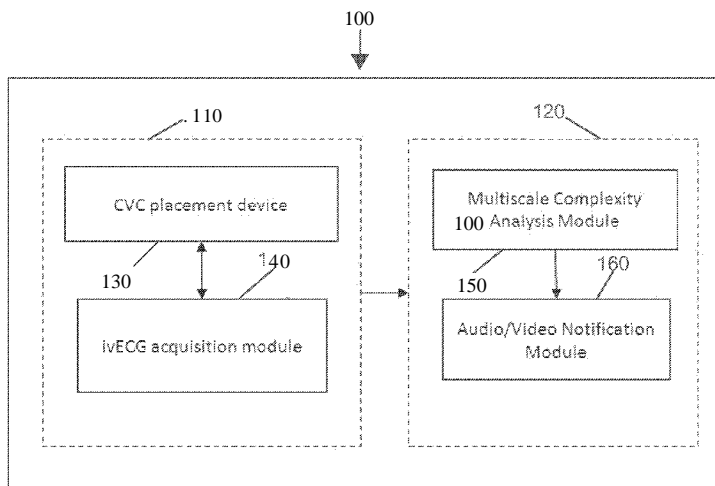 100
. 110
120
CVC placement device
130
140
ivECG acquisition module
Multiscale Complexity
100 Analysis Module
150
160
Audio/Video Notification
Module